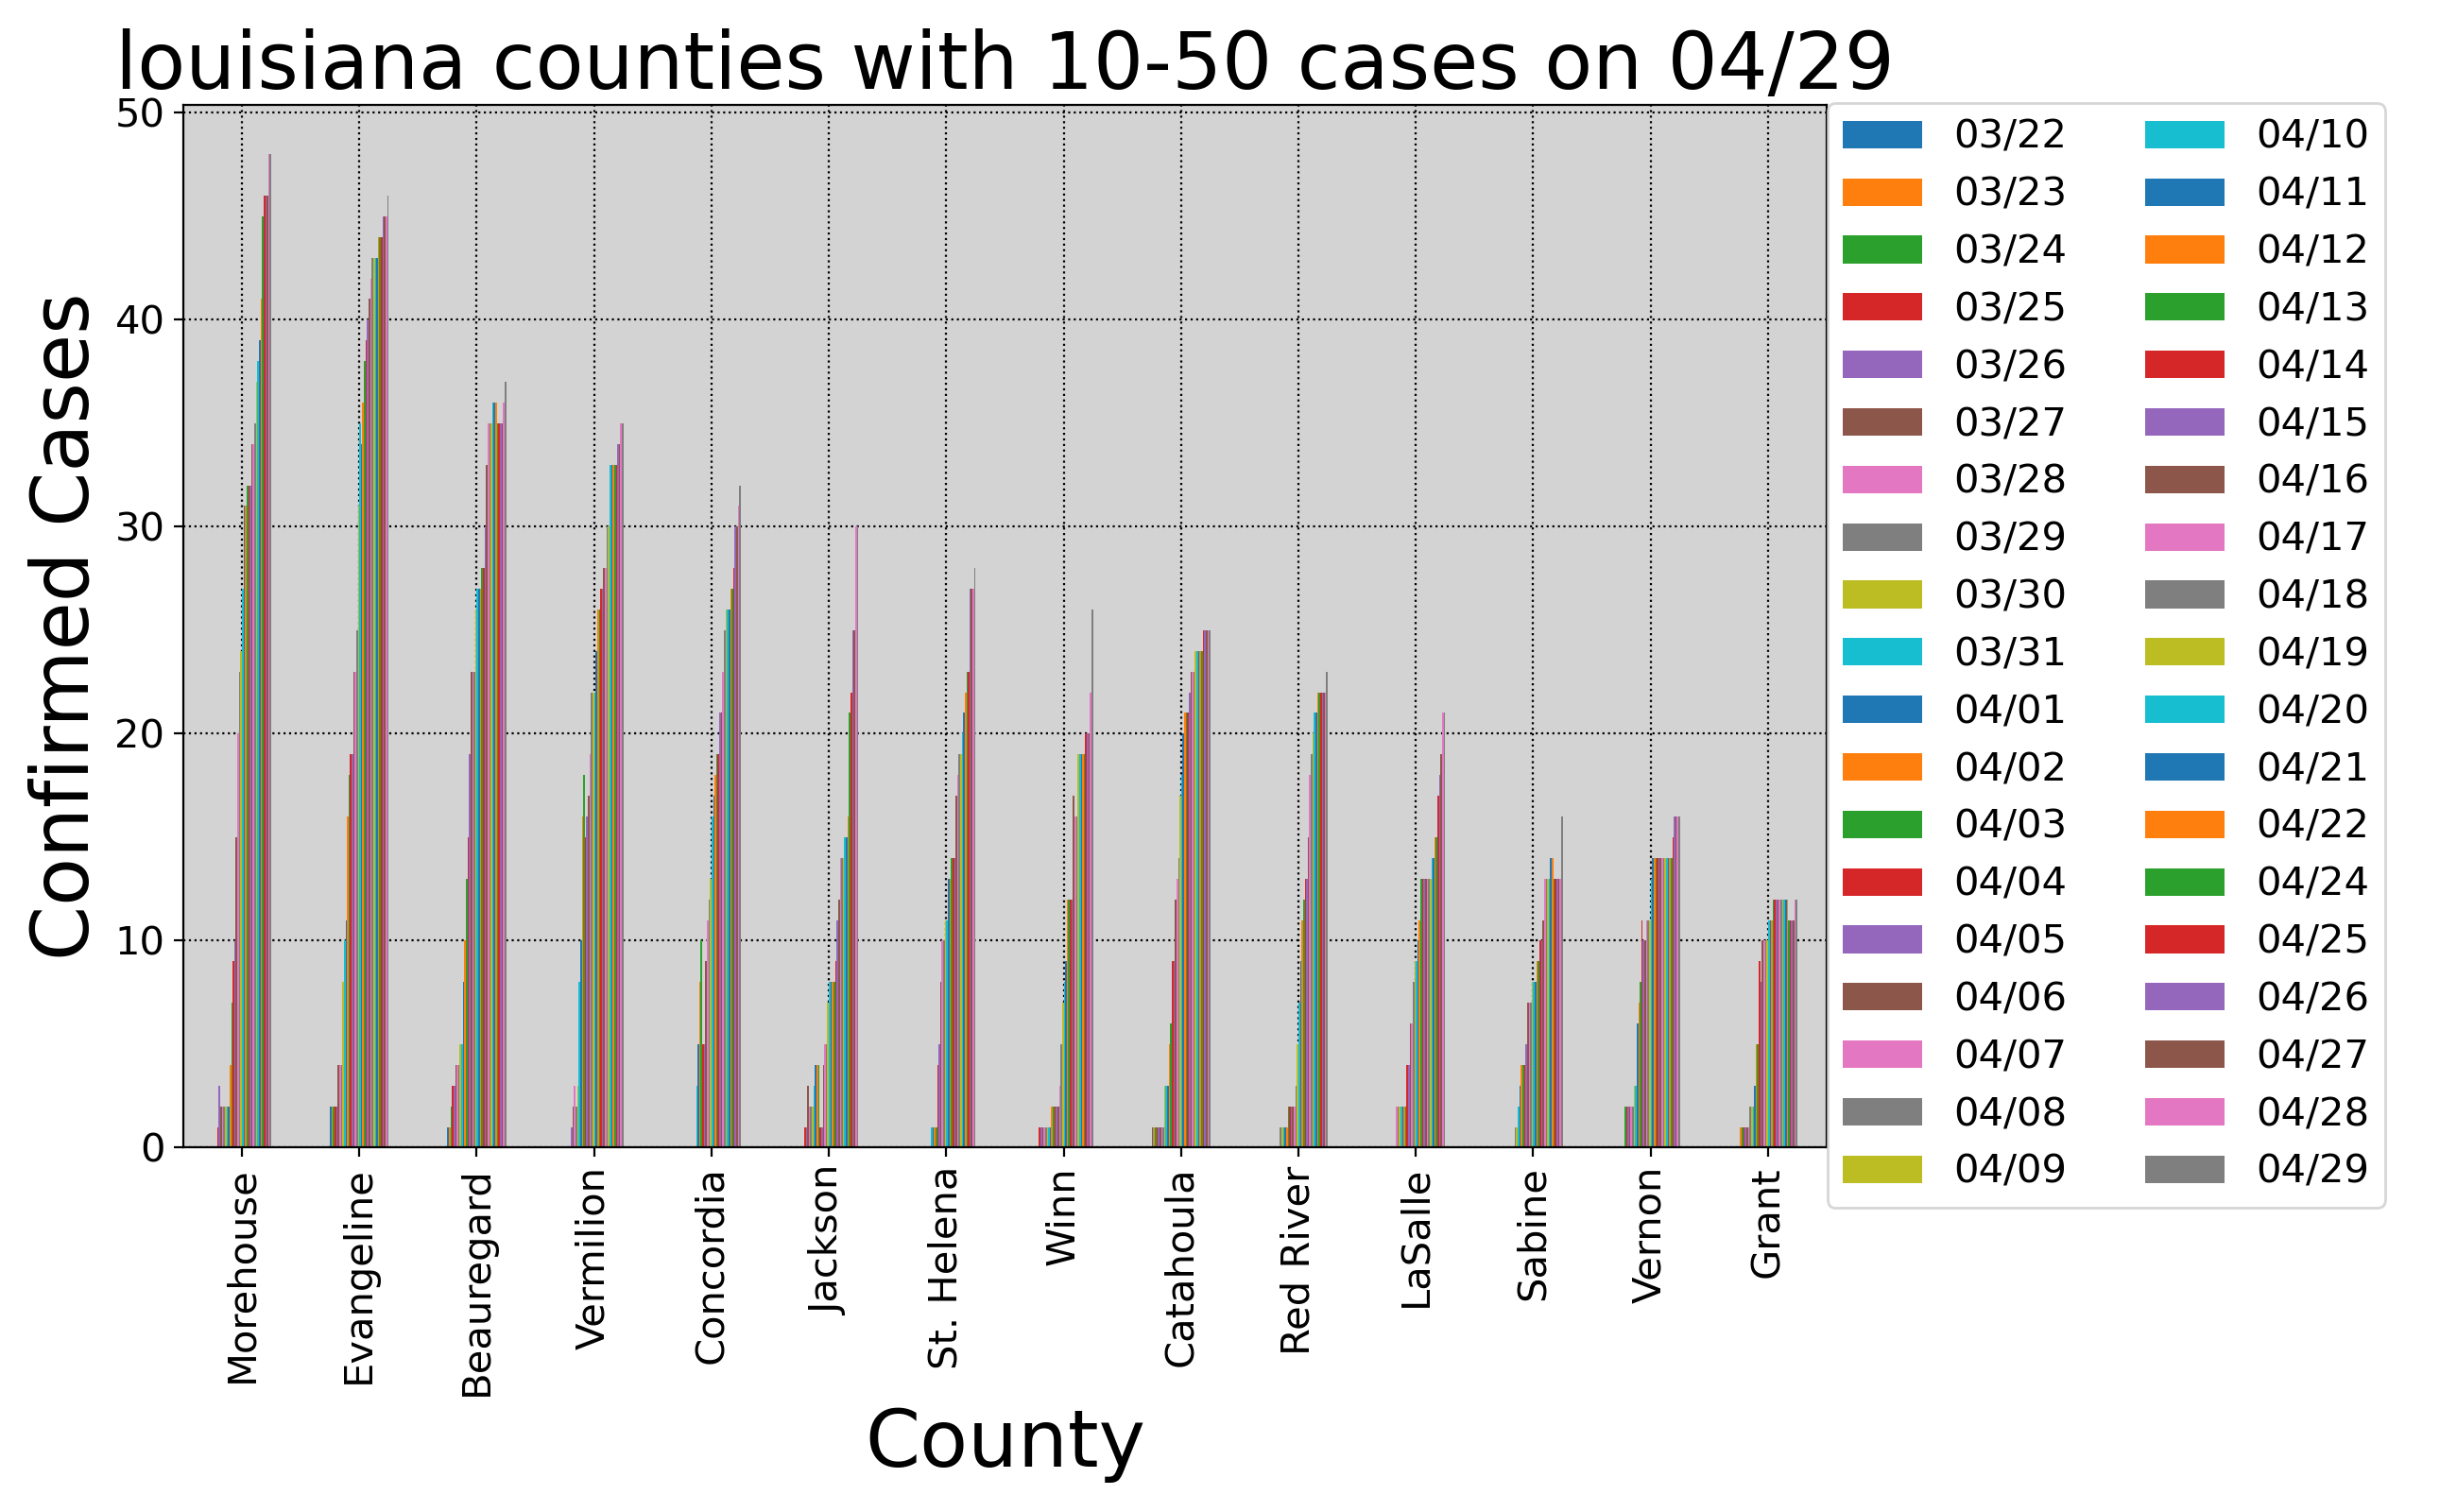 louisiana counties with 10-50 cases on 04/29
Confirmed Cases
50
40
30
20
10
0
Morehouse
Evangeline
Beauregard
Vermilion
Concordia
Jackson
St. Helena
Winn
Catahoula
Red River
LaSalle
Sabine
Vernon
Grant
County
03/22
03/23
03/24
03/25
03/26
03/27
03/28
03/29
03/30
03/31
04/01
04/02
04/03
04/04
04/05
04/06
04/07
04/08
04/09
04/10
04/11
04/12
04/13
04/14
04/15
04/16
04/17
04/18
04/19
04/20
04/21
04/22
04/24
04/25
04/26
04/27
04/28
04/29